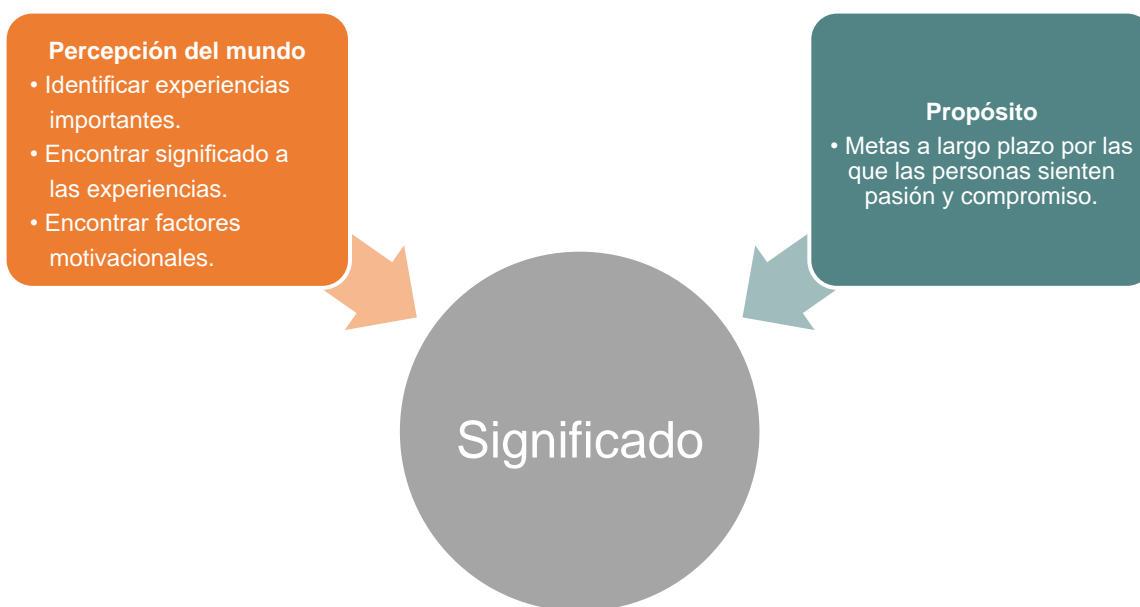 Percepción del mundo
• Identificar experiencias
importantes.
• Encontrar significado a
las experiencias.
• Encontrar factores
motivacionales.
Propósito
• Metas a largo plazo por las
que las personas sienten
pasión y compromiso.
Significado